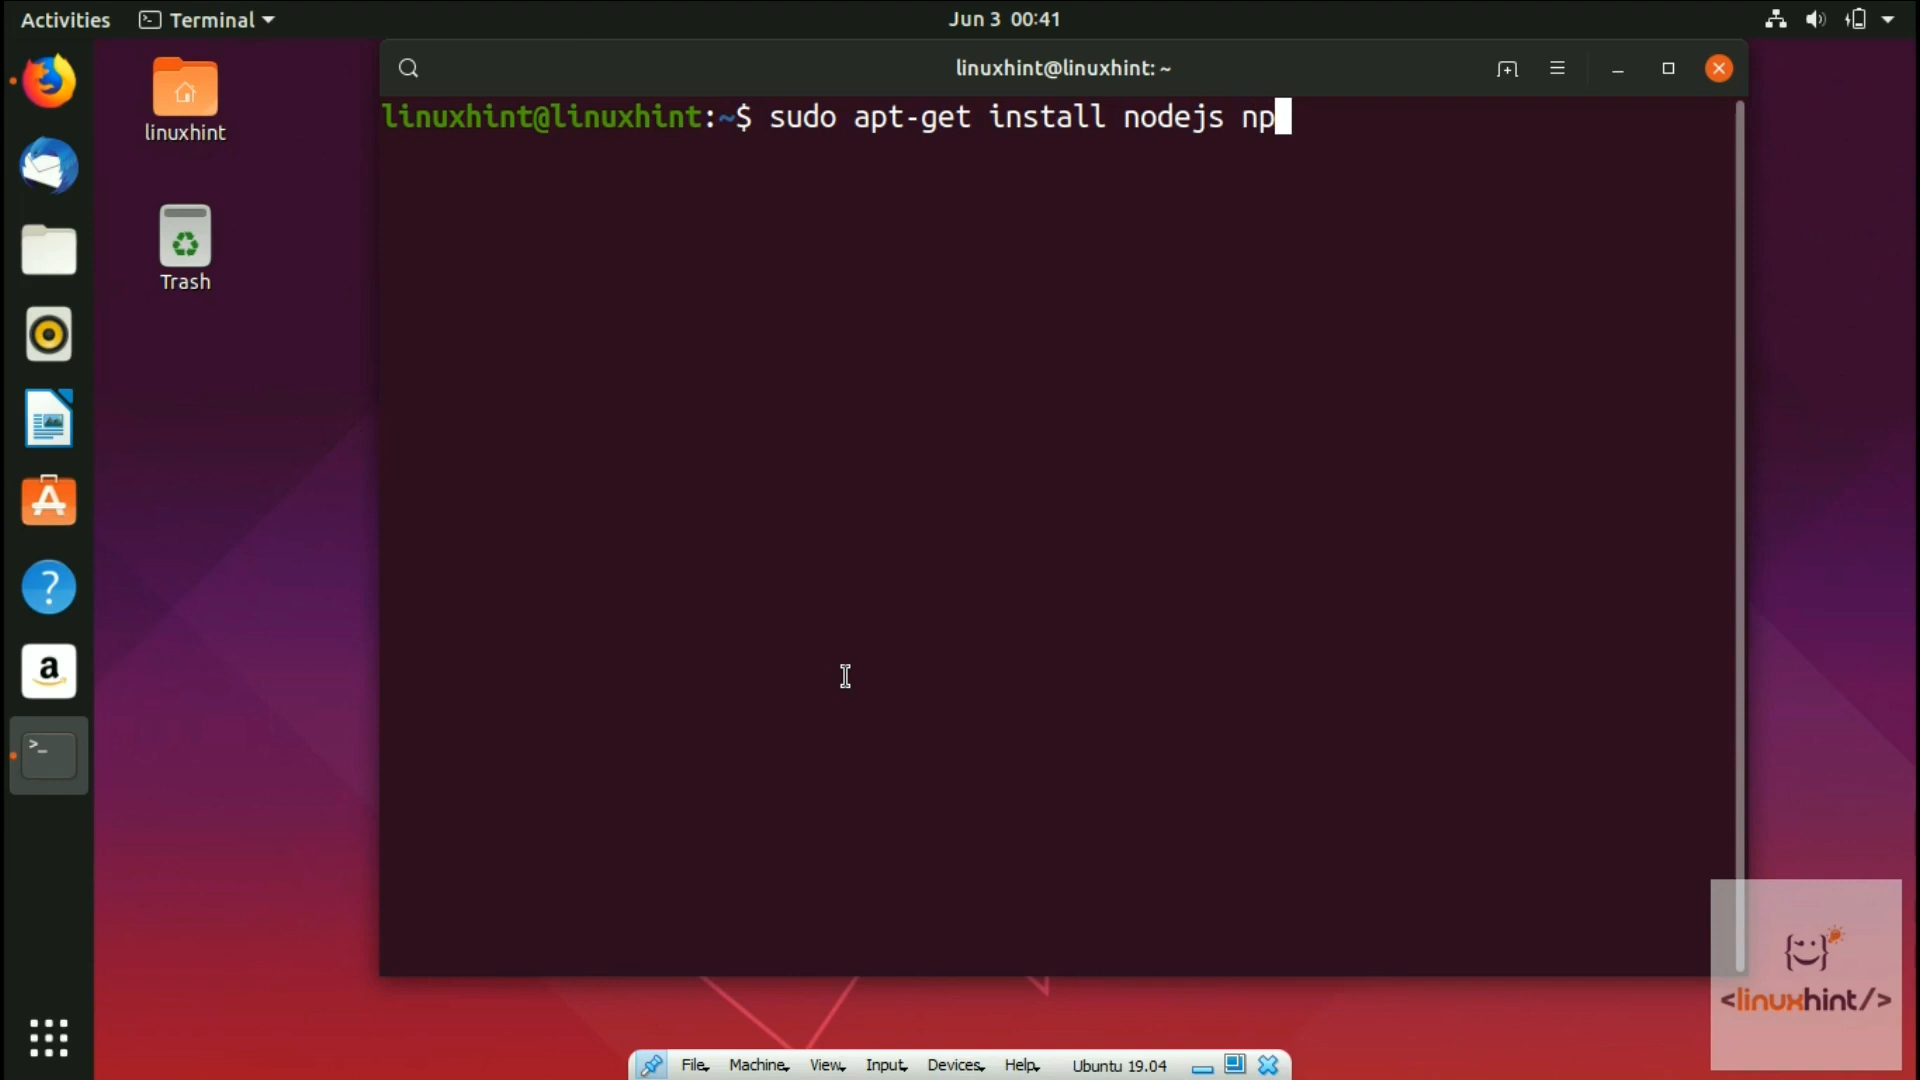 Activities Terminal Jun 3 00:41
linuxhint@linuxhint: ~
linuxhint@linuxhint:~$ sudo apt-get install nodejs np
linuxhint
Trash
<linuxhint/>
File Machine View Input Devices Help Ubuntu 19.04